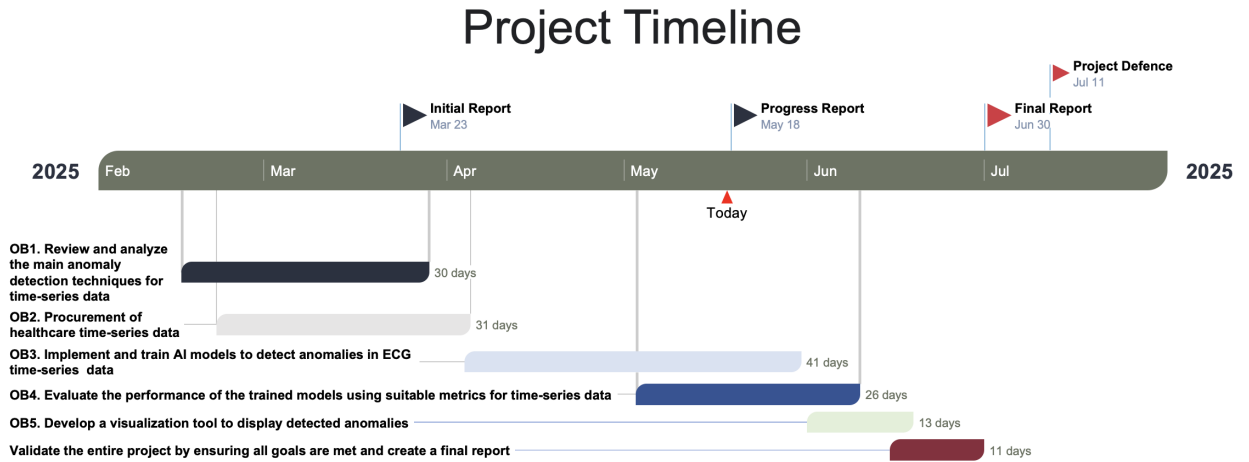 Project Timeline
Project Defence
Jul 11
Initial Report
Mar 23
Progress Report
May 18
Final Report
Jun 30
2025
Feb
Mar
Apr
May
Jun
Jul
2025
Today
OB1. Review and analyze
the main anomaly
detection techniques for
time-series data
30 days
OB2. Procurement of
healthcare time-series data
31 days
OB3. Implement and train AI models to detect anomalies in ECG
time-series data
41 days
OB4. Evaluate the performance of the trained models using suitable metrics for time-series data
26 days
OB5. Develop a visualization tool to display detected anomalies
13 days
Validate the entire project by ensuring all goals are met and create a final report
11 days